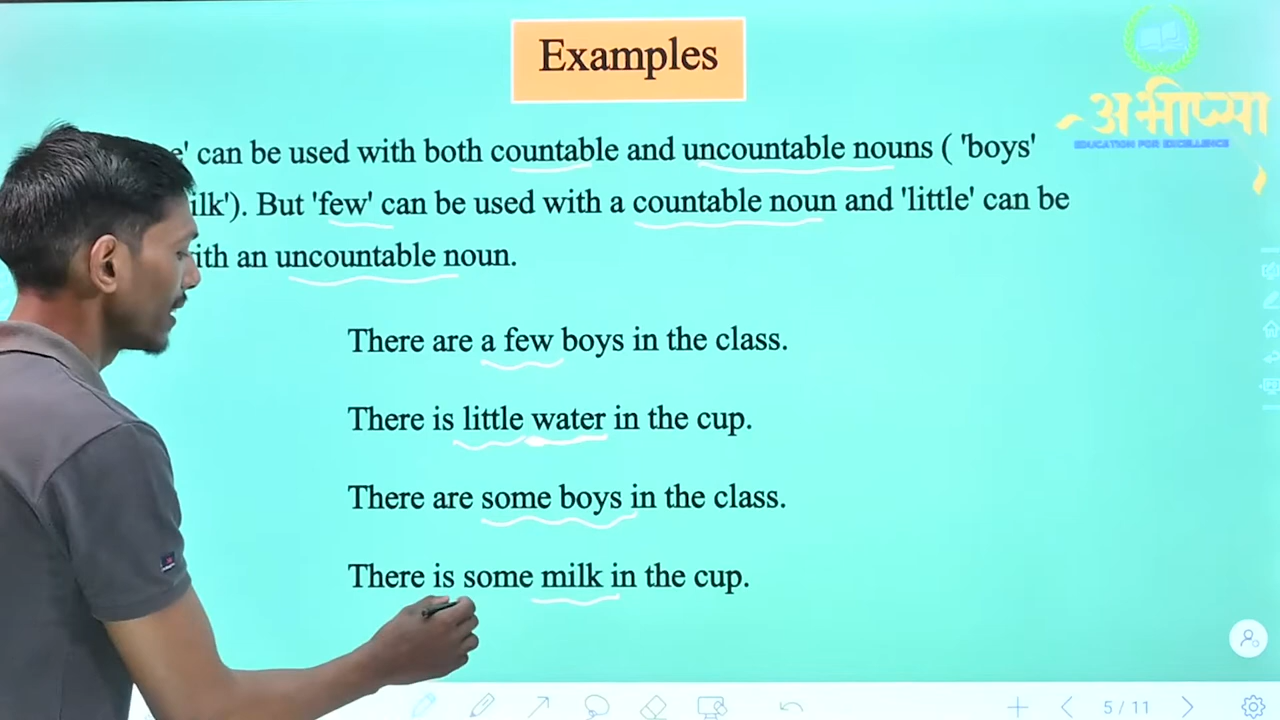 Examples
अभीप्सा
EDUCATION FOR EXCELLENCE
can be used with both countable and uncountable nouns ( 'boys'
ilk'). But 'few' can be used with a countable noun and 'little' can be
ith an uncountable noun.
There are a few boys in the class.
There is little water in the cup.
There are some boys in the class.
There is some milk in the cup.
5 / 11